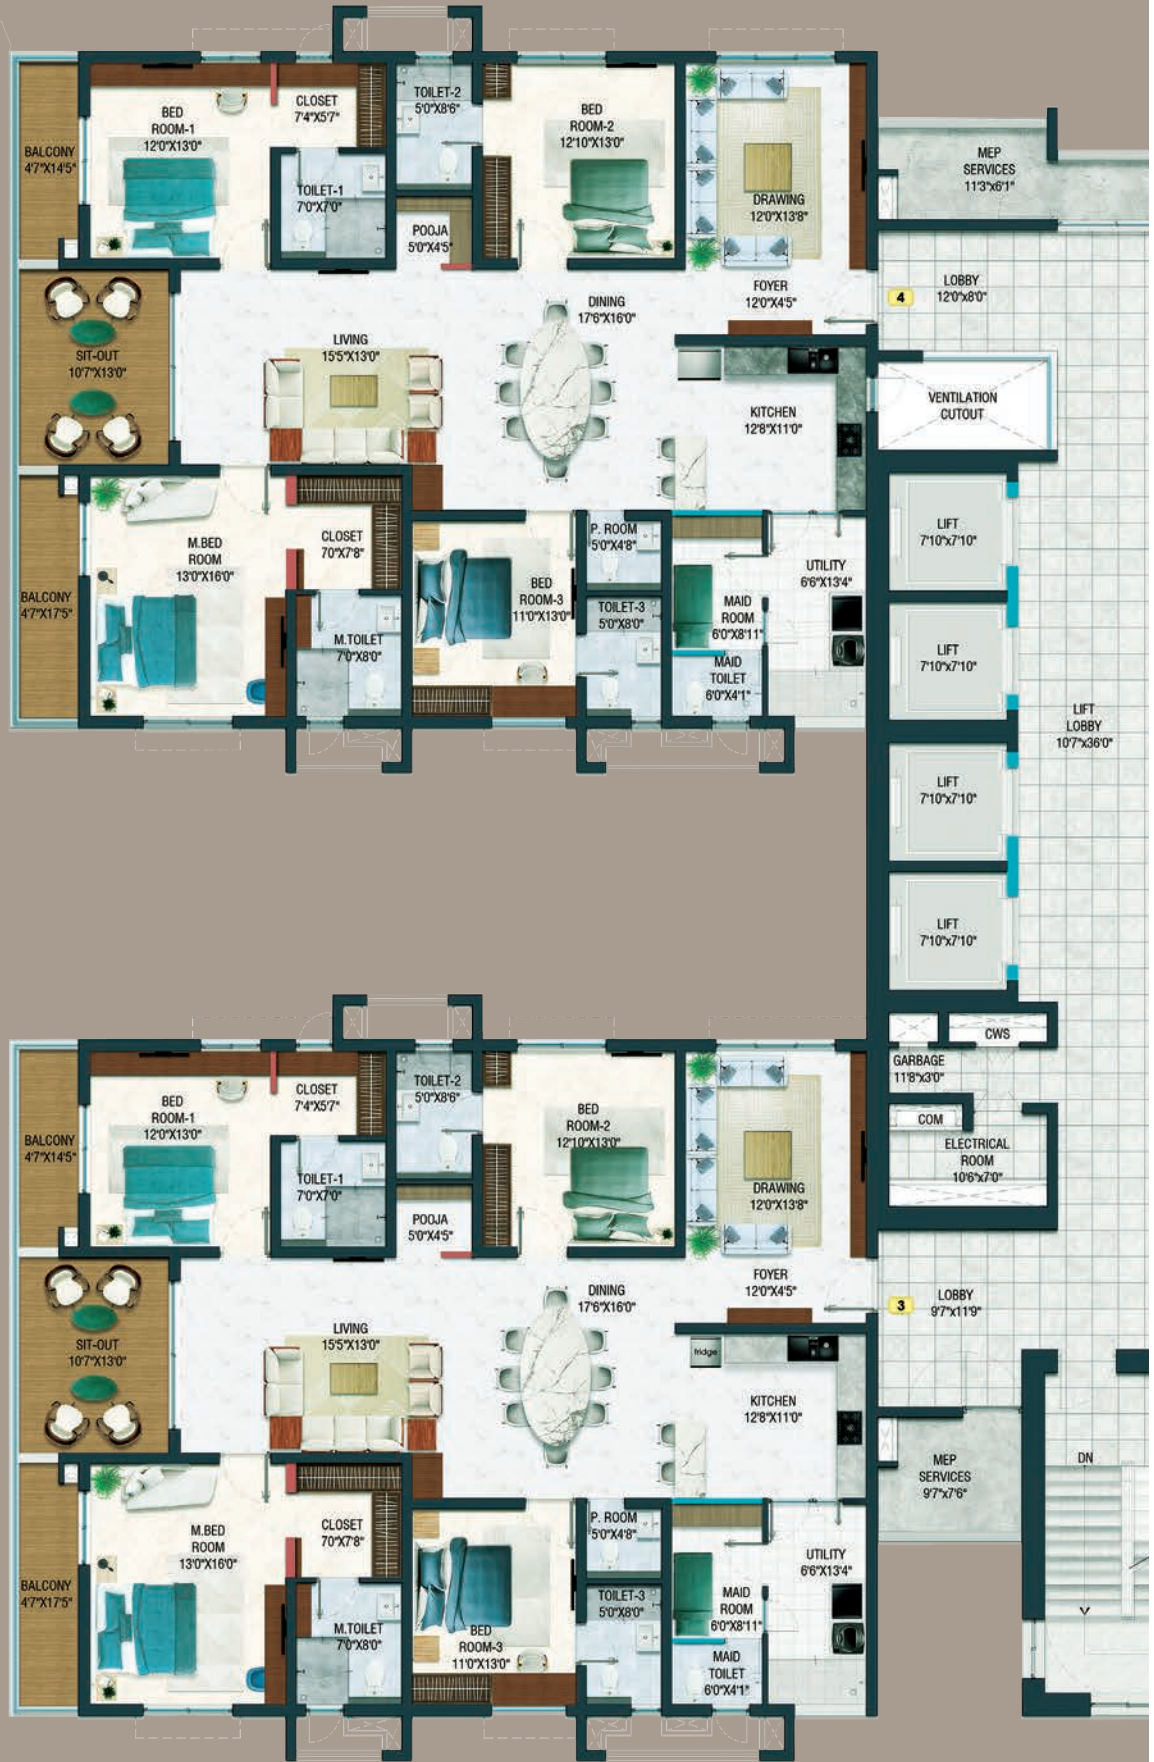 BALCONY
4'7"X14'5"
BED
ROOM-1
12'0"X13'0"
CLOSET
7'4"X5'7"
TOILET-2
5'0"X8'6"
TOILET-1
7'0"X7'0"
POOJA
5'0"X4'5"
BED
ROOM-2
12'10"X13'0"
DRAWING
12'0"X13'8"
MEP
SERVICES
11'3"x6'1"
SIT-OUT
10'7"X13'0"
LIVING
15'5"X13'0"
DINING
17'6"X16'0"
FOYER
12'0"X4'5"
4
LOBBY
12'0"x8'0"
KITCHEN
12'8"X11'0"
VENTILATION
CUTOUT
BALCONY
4'7"X17'5"
M.BED
ROOM
13'0"X16'0"
CLOSET
7'0"X7'8"
M.TOILET
7'0"X8'0"
BED
ROOM-3
11'0"X13'0"
P. ROOM
5'0"X4'8"
TOILET-3
5'0"X8'0"
MAID
ROOM
6'0"X8'11"
MAID
TOILET
6'0"X4'1"
UTILITY
6'6"X13'4"
LIFT
7'10"x7'10"
LIFT
7'10"x7'10"
LIFT
LOBBY
10'7"x36'0"
LIFT
7'10"x7'10"
LIFT
7'10"x7'10"
CWS
GARBAGE
11'8"x3'0"
COM
ELECTRICAL
ROOM
10'6"x7'0"
BALCONY
4'7"X14'5"
BED
ROOM-1
12'0"X13'0"
CLOSET
7'4"X5'7"
TOILET-2
5'0"X8'6"
TOILET-1
7'0"X7'0"
POOJA
5'0"X4'5"
BED
ROOM-2
12'10"X13'0"
DRAWING
12'0"X13'8"
SIT-OUT
10'7"X13'0"
LIVING
15'5"X13'0"
DINING
17'6"X16'0"
FOYER
12'0"X4'5"
3
LOBBY
9'7"x11'9"
fridge
KITCHEN
12'8"X11'0"
MEP
SERVICES
9'7"x7'6"
DN
BALCONY
4'7"X17'5"
M.BED
ROOM
13'0"X16'0"
CLOSET
7'0"X7'8"
M.TOILET
7'0"X8'0"
BED
ROOM-3
11'0"X13'0"
P. ROOM
5'0"X4'8"
TOILET-3
5'0"X8'0"
MAID
ROOM
6'0"X8'11"
MAID
TOILET
6'0"X4'1"
UTILITY
6'6"X13'4"